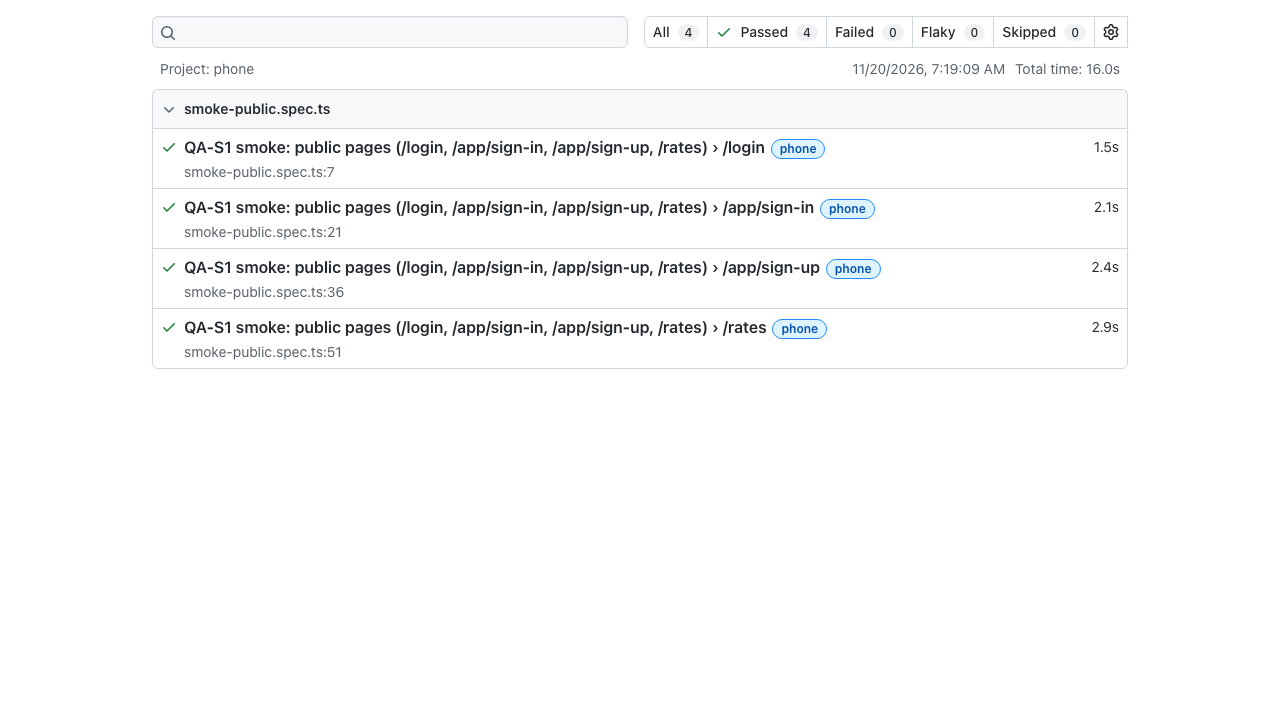 All 4 Passed 4 Failed 0 Flaky 0 Skipped 0
Project: phone 11/20/2026, 7:19:09 AM Total time: 16.0s
smoke-public.spec.ts
QA-S1 smoke: public pages (/login, /app/sign-in, /app/sign-up, /rates) › /login phone 1.5s
smoke-public.spec.ts:7
QA-S1 smoke: public pages (/login, /app/sign-in, /app/sign-up, /rates) › /app/sign-in phone 2.1s
smoke-public.spec.ts:21
QA-S1 smoke: public pages (/login, /app/sign-in, /app/sign-up, /rates) › /app/sign-up phone 2.4s
smoke-public.spec.ts:36
QA-S1 smoke: public pages (/login, /app/sign-in, /app/sign-up, /rates) › /rates phone 2.9s
smoke-public.spec.ts:51